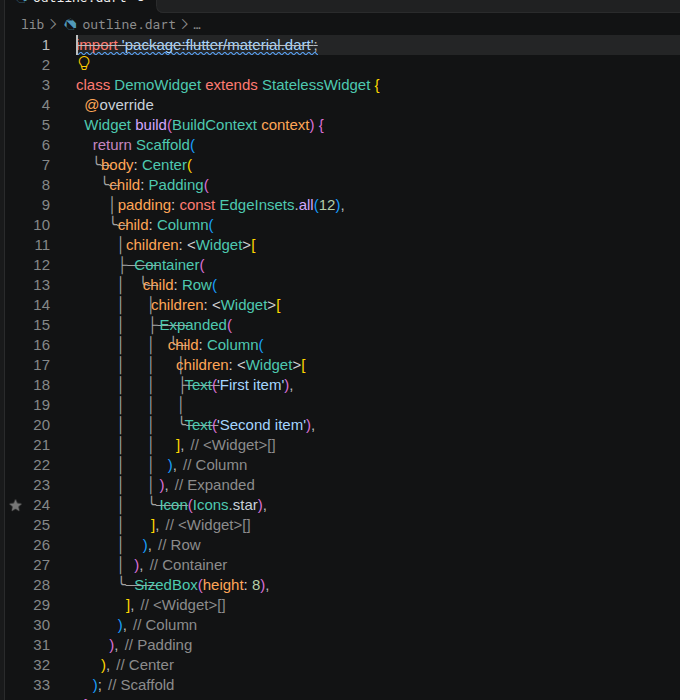 outline.dart
lib > outline.dart > …
1 import 'package:flutter/material.dart';
2
3 class DemoWidget extends StatelessWidget {
4 @override
5 Widget build(BuildContext context) {
6 return Scaffold(
7 body: Center(
8 child: Padding(
9 padding: const EdgeInsets.all(12),
10 child: Column(
11 children: <Widget>[
12 Container(
13 child: Row(
14 children: <Widget>[
15 Expanded(
16 child: Column(
17 children: <Widget>[
18 Text('First item'),
19
20 Text('Second item'),
21 ], // <Widget>[]
22 ), // Column
23 ), // Expanded
24 Icon(Icons.star),
25 ], // <Widget>[]
26 ), // Row
27 ), // Container
28 SizedBox(height: 8),
29 ], // <Widget>[]
30 ), // Column
31 ), // Padding
32 ), // Center
33 ); // Scaffold